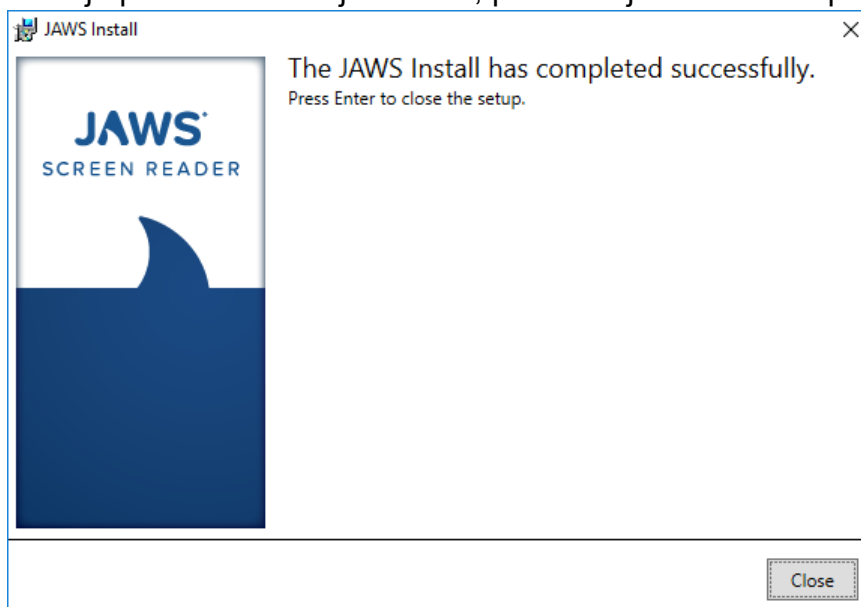 JAWS Install
The JAWS Install has completed successfully.
Press Enter to close the setup.
JAWS
SCREEN READER
Close